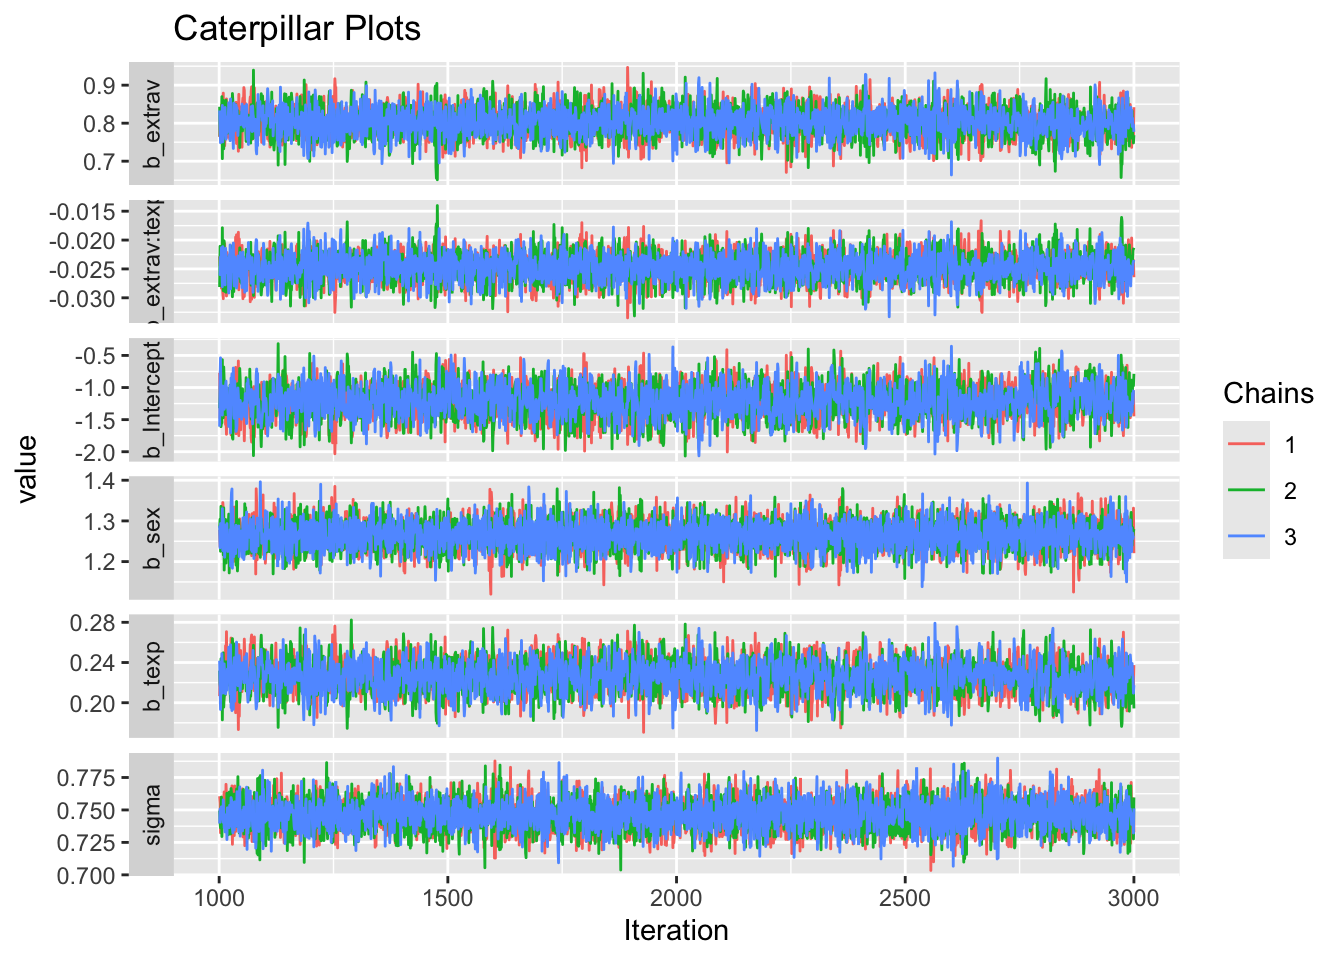 Caterpillar Plots
value
b_extrav
0.9
0.8
0.7
b_extrav:texp
-0.015
-0.020
-0.025
-0.030
b_Intercept
-0.5
-1.0
-1.5
-2.0
b_sex
1.4
1.3
1.2
b_texp
0.28
0.24
0.20
sigma
0.775
0.750
0.725
0.700
1000 1500 2000 2500 3000
Iteration
Chains
1
2
3